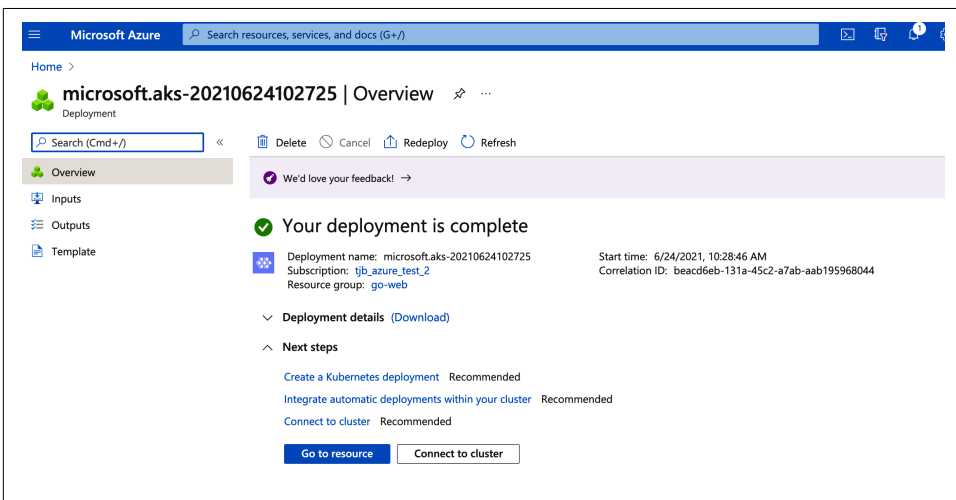 Microsoft Azure
Search resources, services, and docs (G+/)
1
Home >
microsoft.aks-20210624102725 | Overview
Deployment
Search (Cmd+/)
«
Delete
Cancel
Redeploy
Refresh
Overview
Inputs
Outputs
Template
We'd love your feedback! →
Your deployment is complete
Deployment name: microsoft.aks-20210624102725
Subscription: tjb_azure_test_2
Resource group: go-web
Start time: 6/24/2021, 10:28:46 AM
Correlation ID: beacd6eb-131a-45c2-a7ab-aab195968044
Deployment details (Download)
Next steps
Create a Kubernetes deployment Recommended
Integrate automatic deployments within your cluster Recommended
Connect to cluster Recommended
Go to resource
Connect to cluster